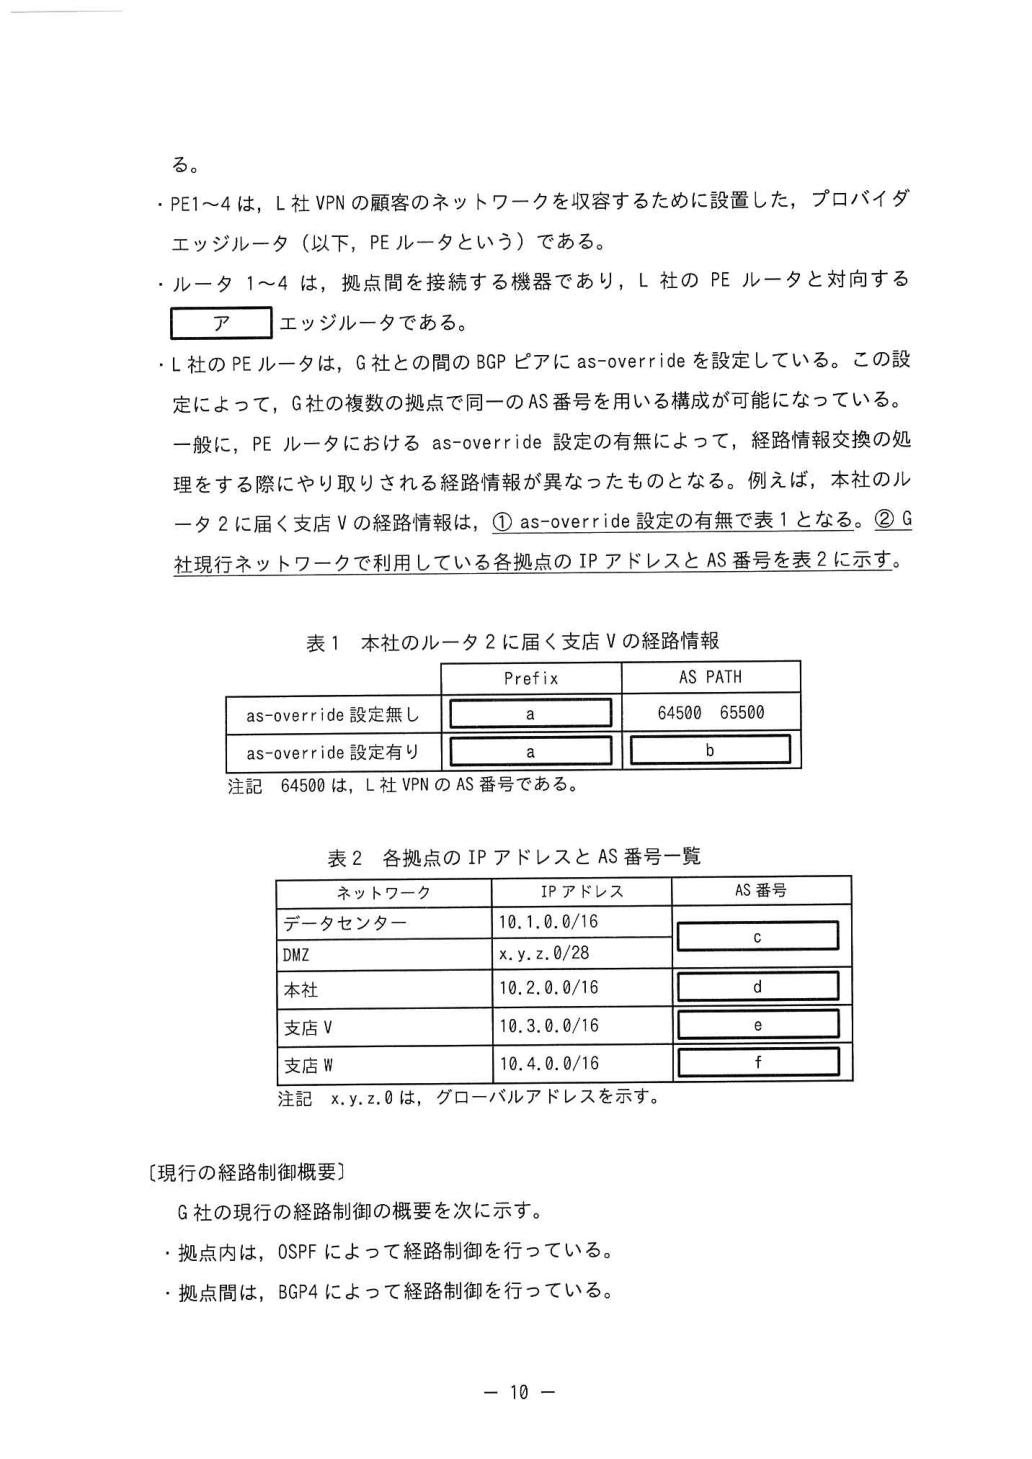 る。
・PE1～4 は，L 社 VPN の顧客のネットワークを収容するために設置した，プロバイダ
エッジルータ（以下，PE ルータという）である。
・ルータ 1～4 は，拠点間を接続する機器であり，L 社の PE ルータと対向する
ア エッジルータである。
・L 社の PE ルータは，G 社との間の BGP ピアに as-override を設定している。この設
定によって，G 社の複数の拠点で同一の AS 番号を用いる構成が可能になっている。
一般に，PE ルータにおける as-override 設定の有無によって，経路情報交換の処
理をする際にやり取りされる経路情報が異なったものとなる。例えば，本社のル
ータ 2 に届く支店 V の経路情報は，① as-override 設定の有無で表 1 となる。② G
社現行ネットワークで利用している各拠点の IP アドレスと AS 番号を表 2 に示す。
表 1　本社のルータ 2 に届く支店 V の経路情報
Prefix　AS PATH
as-override 設定無し　a　64500　65500
as-override 設定有り　a　b
注記　64500 は，L 社 VPN の AS 番号である。
表 2　各拠点の IP アドレスと AS 番号一覧
ネットワーク　IP アドレス　AS 番号
データセンター　10.1.0.0/16　c
DMZ　x.y.z.0/28
本社　10.2.0.0/16　d
支店 V　10.3.0.0/16　e
支店 W　10.4.0.0/16　f
注記　x.y.z.0 は，グローバルアドレスを示す。
〔現行の経路制御概要〕
G 社の現行の経路制御の概要を次に示す。
・拠点内は，OSPF によって経路制御を行っている。
・拠点間は，BGP4 によって経路制御を行っている。
－ 10 －